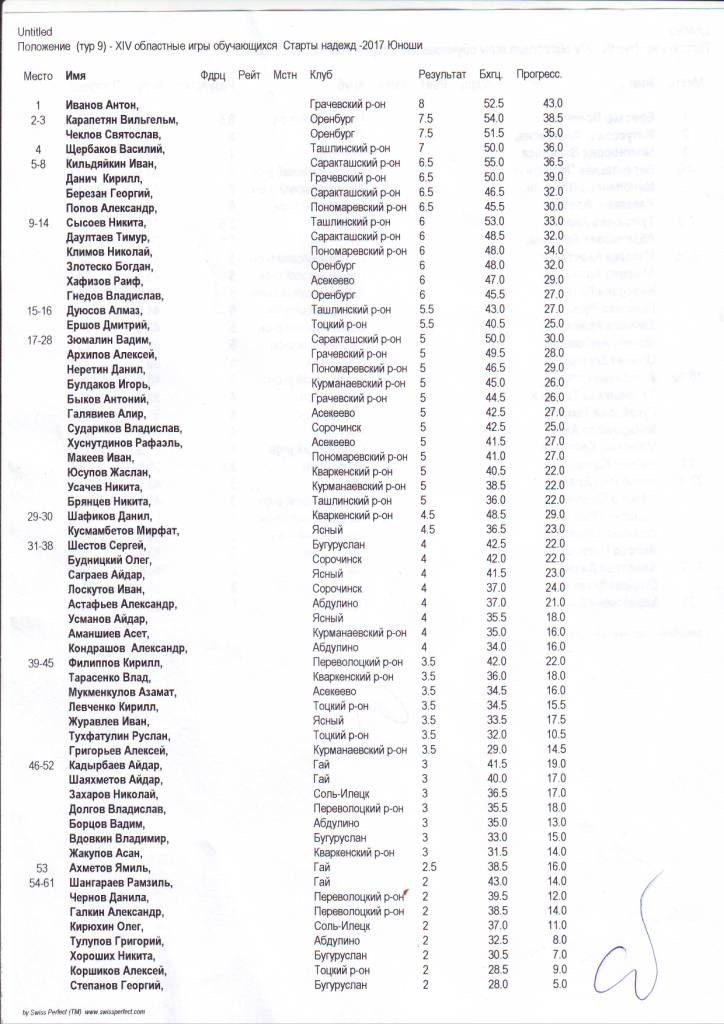 Untitled
Положение (тур 9) - XIV областные игры обучающихся Старты надежд -2017 Юноши
Место Имя Фдрц Рейт Мстн Клуб Результат Бхгц. Прогресс.
1 Иванов Антон, Грачевский р-он 8 52.5 43.0
2-3 Карапетян Вильгельм, Оренбург 7.5 54.0 38.5
Чеклов Святослав, Оренбург 7.5 51.5 35.0
4 Щербаков Василий, Ташлинский р-он 7 50.0 36.0
5-8 Кильдяйкин Иван, Саракташский р-он 6.5 55.0 36.5
Данич Кирилл, Грачевский р-он 6.5 50.0 39.0
Березан Георгий, Саракташский р-он 6.5 46.5 32.0
Попов Александр, Пономаревский р-он 6.5 45.5 30.0
9-14 Сысоев Никита, Ташлинский р-он 6 53.0 33.0
Даултаев Тимур, Саракташский р-он 6 48.5 32.0
Климов Николай, Пономаревский р-он 6 48.0 34.0
Злотеско Богдан, Оренбург 6 48.0 32.0
Хафизов Раиф, Асекеево 6 47.0 29.0
Гнедов Владислав, Оренбург 6 45.5 27.0
15-16 Дуюсов Алмаз, Ташлинский р-он 5.5 43.0 27.0
Ершов Дмитрий, Тоцкий р-он 5.5 40.5 25.0
17-28 Зюмалин Вадим, Саракташский р-он 5 50.0 30.0
Архипов Алексей, Грачевский р-он 5 49.5 28.0
Неретин Данил, Пономаревский р-он 5 46.5 29.0
Булдаков Игорь, Курманаевский р-он 5 45.0 26.0
Быков Антоний, Грачевский р-он 5 44.5 26.0
Галявиев Алир, Асекеево 5 42.5 27.0
Судариков Владислав, Сорочинск 5 42.5 25.0
Хуснутдинов Рафаэль, Асекеево 5 41.5 27.0
Макеев Иван, Пономаревский р-он 5 41.0 27.0
Юсупов Жаслан, Кваркенский р-он 5 40.5 22.0
Усачев Никита, Курманаевский р-он 5 38.5 22.0
Брянцев Никита, Ташлинский р-он 5 36.0 22.0
29-30 Шафиков Данил, Кваркенский р-он 4.5 48.5 29.0
Кусмамбетов Мирфат, Ясный 4.5 36.5 23.0
31-38 Шестов Сергей, Бугуруслан 4 42.5 22.0
Будницкий Олег, Сорочинск 4 42.0 22.0
Саграев Айдар, Ясный 4 41.5 23.0
Лоскутов Иван, Сорочинск 4 37.0 24.0
Астафьев Александр, Абдулино 4 37.0 21.0
Усманов Айдар, Ясный 4 35.5 18.0
Аманшиев Асет, Курманаевский р-он 4 35.0 16.0
Кондрашов Александр, Абдулино 4 34.0 16.0
39-45 Филиппов Кирилл, Переволоцкий р-он 3.5 42.0 22.0
Тарасенко Влад, Кваркенский р-он 3.5 36.0 18.0
Мукменкулов Азамат, Асекеево 3.5 34.5 16.0
Левченко Кирилл, Тоцкий р-он 3.5 34.5 15.5
Журавлев Иван, Ясный 3.5 33.5 17.5
Тухфатулин Руслан, Тоцкий р-он 3.5 32.0 10.5
Григорьев Алексей, Курманаевский р-он 3.5 29.0 14.5
46-52 Кадырбаев Айдар, Гай 3 41.5 19.0
Шаяхметов Айдар, Гай 3 40.0 17.0
Захаров Николай, Соль-Илецк 3 36.5 17.0
Долгов Владислав, Переволоцкий р-он 3 35.5 18.0
Борцов Вадим, Абдулино 3 35.0 13.0
Вдовкин Владимир, Бугуруслан 3 33.0 15.0
Жакупов Асан, Кваркенский р-он 3 31.5 14.0
53 Ахметов Ямиль, Гай 2.5 38.5 16.0
54-61 Шангараев Рамзиль, Гай 2 43.0 14.0
Чернов Данила, Переволоцкий р-он 2 39.5 12.0
Галкин Александр, Переволоцкий р-он 2 38.5 14.0
Кирюхин Олег, Соль-Илецк 2 37.0 11.0
Тулупов Григорий, Абдулино 2 32.5 8.0
Хороших Никита, Бугуруслан 2 30.5 7.0
Коршиков Алексей, Тоцкий р-он 2 28.5 9.0
Степанов Георгий, Бугуруслан 2 28.0 5.0
by Swiss Perfect (TM) www.swissperfect.com